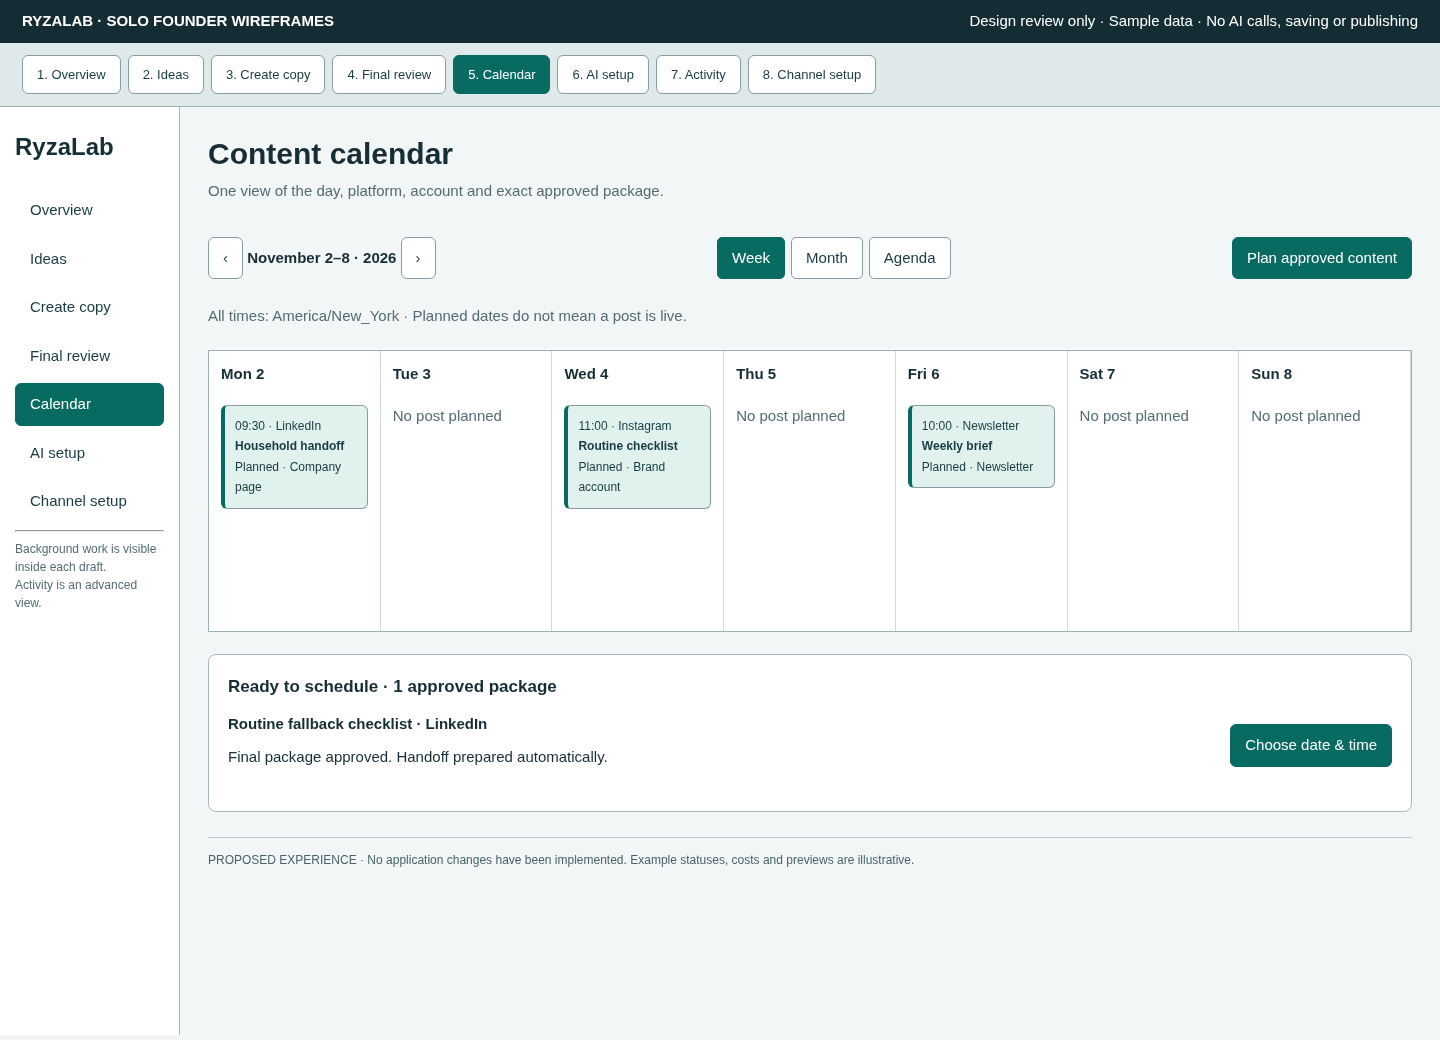 RYZALAB · SOLO FOUNDER WIREFRAMES
Design review only · Sample data · No AI calls, saving or publishing
1. Overview
2. Ideas
3. Create copy
4. Final review
5. Calendar
6. AI setup
7. Activity
8. Channel setup
RyzaLab
Overview
Ideas
Create copy
Final review
Calendar
AI setup
Channel setup
Background work is visible
inside each draft.
Activity is an advanced
view.
Content calendar
One view of the day, platform, account and exact approved package.
‹
November 2–8 · 2026
›
Week
Month
Agenda
Plan approved content
All times: America/New_York · Planned dates do not mean a post is live.
Mon 2
09:30 · LinkedIn
Household handoff
Planned · Company
page
Tue 3
No post planned
Wed 4
11:00 · Instagram
Routine checklist
Planned · Brand
account
Thu 5
No post planned
Fri 6
10:00 · Newsletter
Weekly brief
Planned · Newsletter
Sat 7
No post planned
Sun 8
No post planned
Ready to schedule · 1 approved package
Routine fallback checklist · LinkedIn
Final package approved. Handoff prepared automatically.
Choose date & time
PROPOSED EXPERIENCE · No application changes have been implemented. Example statuses, costs and previews are illustrative.